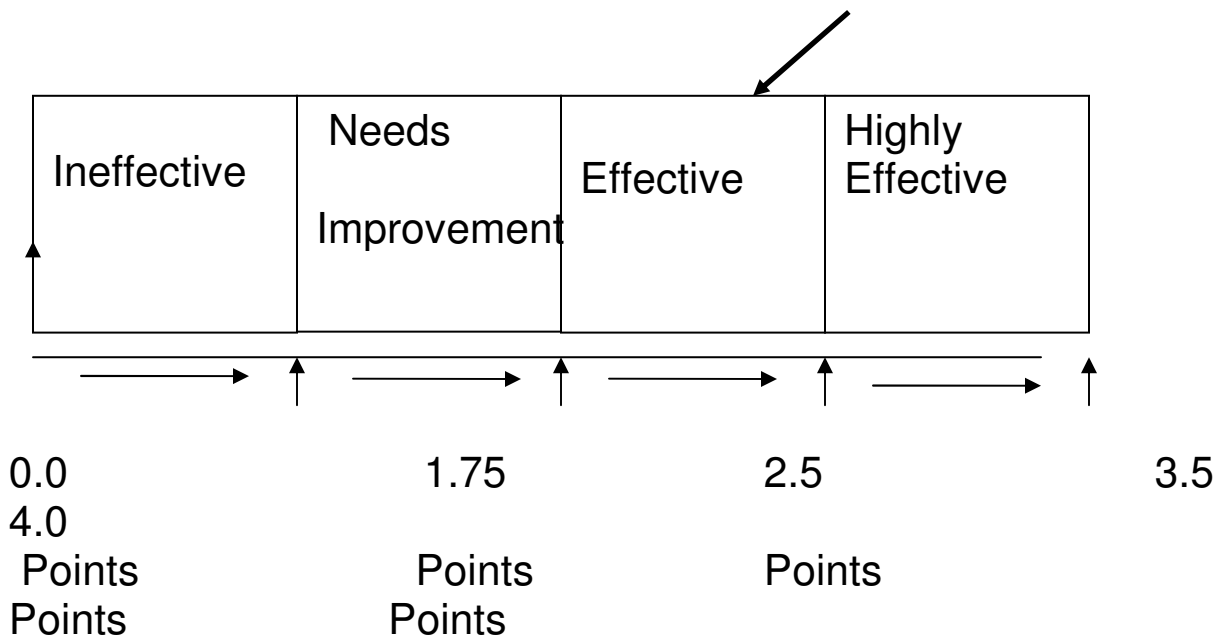 Ineffective
Needs
Improvement
Effective
Highly
Effective
0.0 1.75 2.5 3.5
4.0
Points Points Points
Points Points